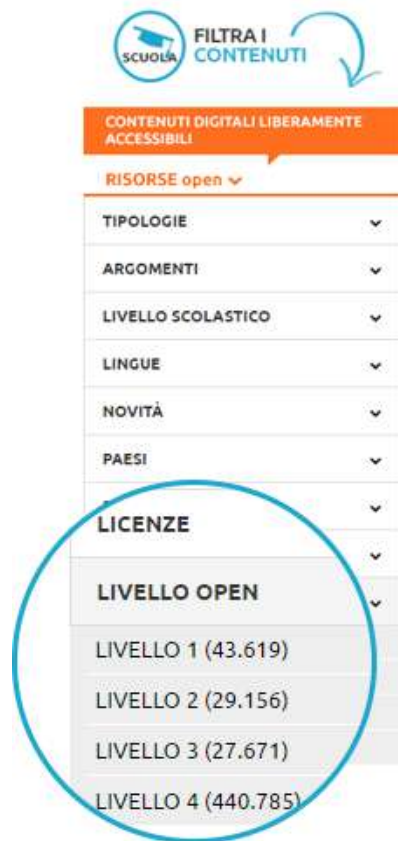 SCUOLA
FILTRA I
CONTENUTI
CONTENUTI DIGITALI LIBERAMENTE
ACCESSIBILI
RISORSE open
TIPOLOGIE
ARGOMENTI
LIVELLO SCOLASTICO
LINGUE
NOVITÀ
PAESI
LICENZE
LIVELLO OPEN
LIVELLO 1 (43.619)
LIVELLO 2 (29.156)
LIVELLO 3 (27.671)
LIVELLO 4 (440.785)